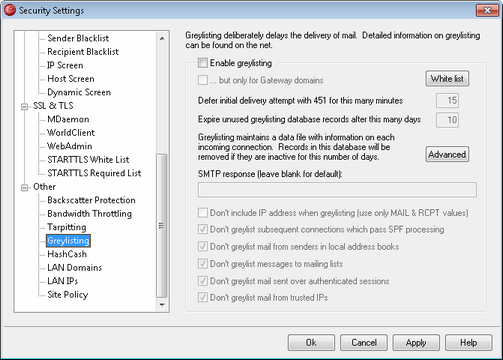 Security Settings
Sender Blacklist
Recipient Blacklist
IP Screen
Host Screen
Dynamic Screen
SSL & TLS
MDaemon
WorldClient
WebAdmin
STARTTLS White List
STARTTLS Required List
Other
Backscatter Protection
Bandwidth Throttling
Tarpitting
Greylisting
HashCash
LAN Domains
LAN IPs
Site Policy
Greylisting deliberately delays the delivery of mail. Detailed information on greylisting
can be found on the net.
Enable greylisting
... but only for Gateway domains
White list
Defer initial delivery attempt with 451 for this many minutes
15
Expire unused greylisting database records after this many days
10
Greylisting maintains a data file with information on each
incoming connection. Records in this database will be
removed if they are inactive for this number of days.
Advanced
SMTP response (leave blank for default):
Don't include IP address when greylisting (use only MAIL & RCPT values)
Don't greylist subsequent connections which pass SPF processing
Don't greylist mail from senders in local address books
Don't greylist messages to mailing lists
Don't greylist mail sent over authenticated sessions
Don't greylist mail from trusted IPs
Ok
Cancel
Apply
Help